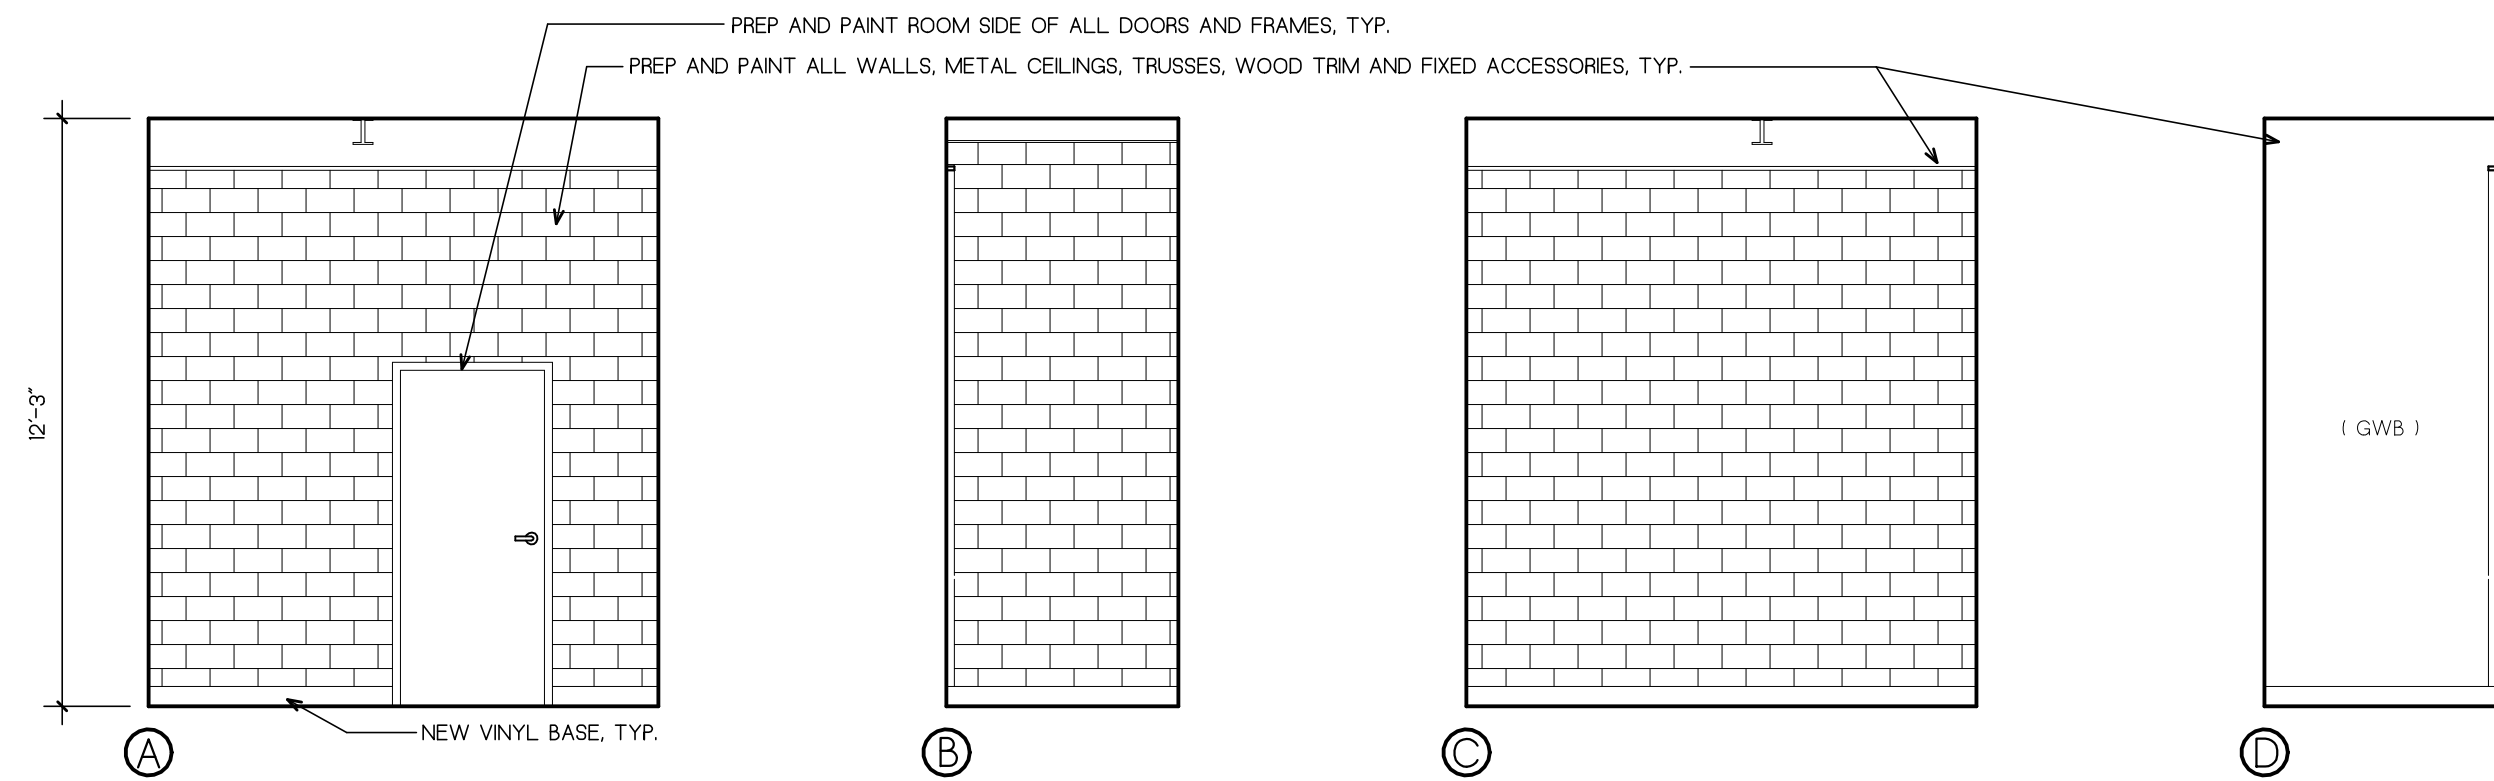 PREP AND PAINT ROOM SIDE OF ALL DOORS AND FRAMES, TYP.
PREP AND PAINT ALL WALLS, METAL CEILINGS, TRUSSES, WOOD TRIM AND FIXED ACCESSORIES, TYP.
12'-3"
( GWB )
NEW VINYL BASE, TYP.
A
B
C
D